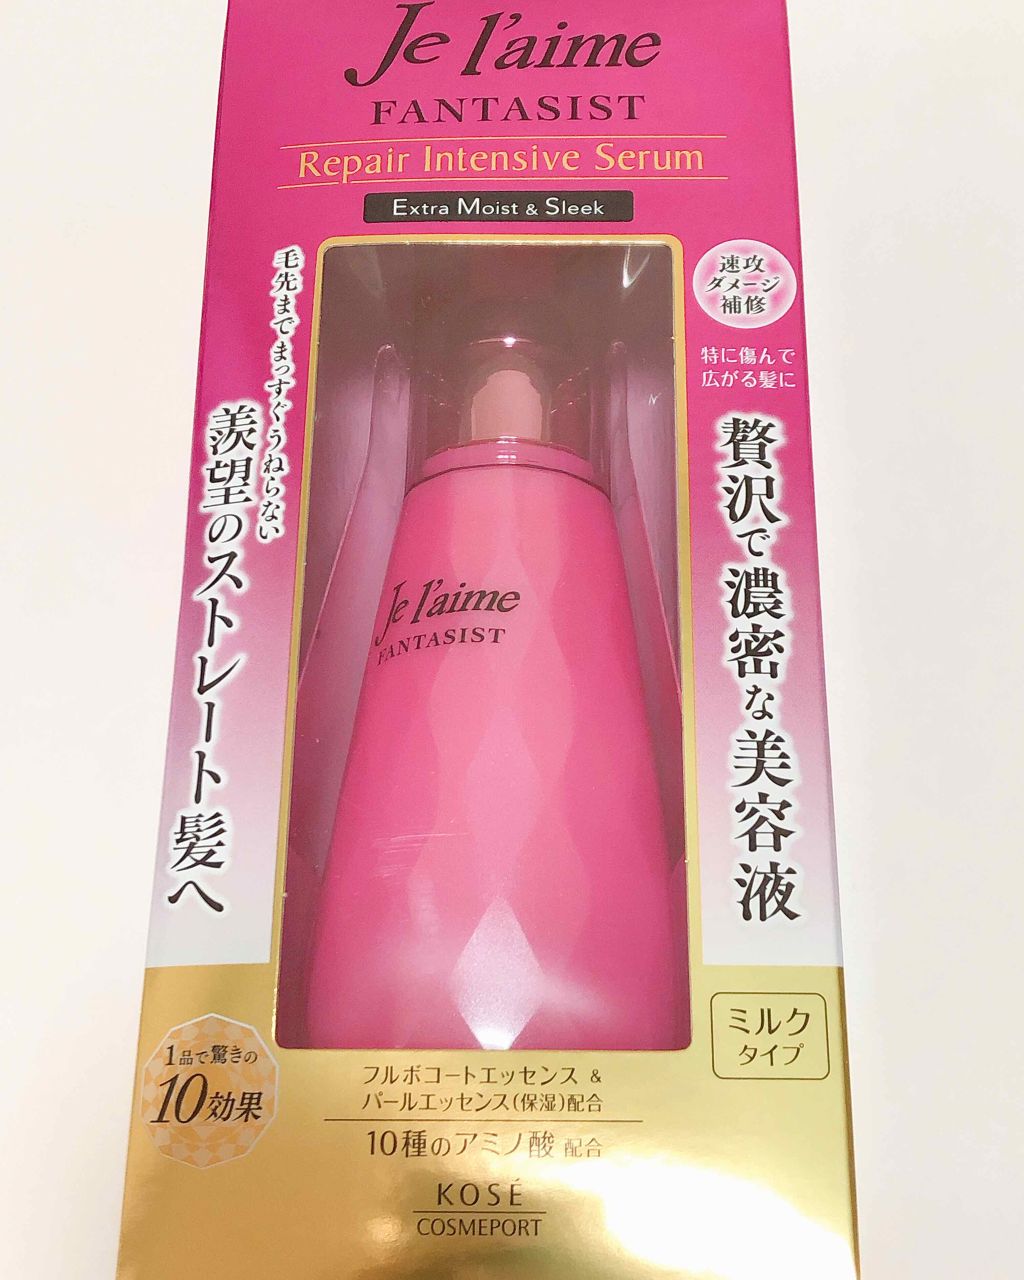 Je l'aime
FANTASIST
Repair Intensive Serum
Extra Moist & Sleek
速攻
ダメージ
補修
特に傷んで
広がる髪に
贅沢で濃密な美容液
毛先までまっすぐうねらない
羨望のストレート髪へ
Je l'aime
FANTASIST
ミルク
タイプ
1品で驚きの
10効果
フルボコートエッセンス &
パールエッセンス(保湿)配合
10種のアミノ酸 配合
KOSÉ
COSMEPORT